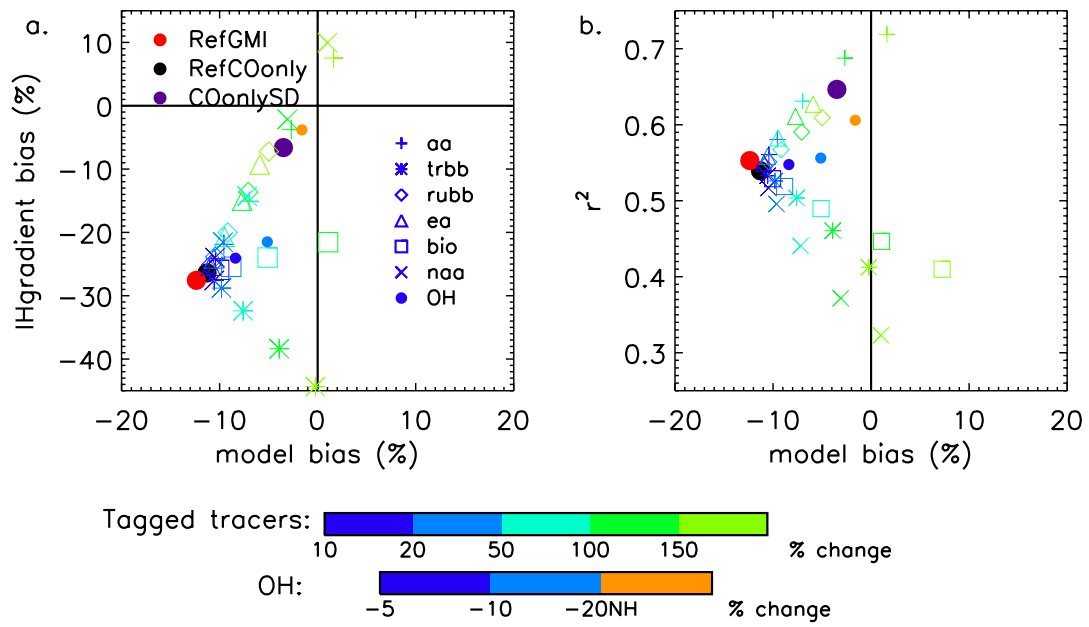 a.
RefGMI
RefCOonly
COonlySD
aa
trbb
rubb
ea
bio
naa
OH
10
0
−10
−20
−30
−40
IHgradient bias (%)
−20 −10 0 10 20
model bias (%)
b.
0.7
0.6
0.5
0.4
0.3
r²
−20 −10 0 10 20
model bias (%)
Tagged tracers:
10 20 50 100 150 % change
OH:
−5 −10 −20NH % change